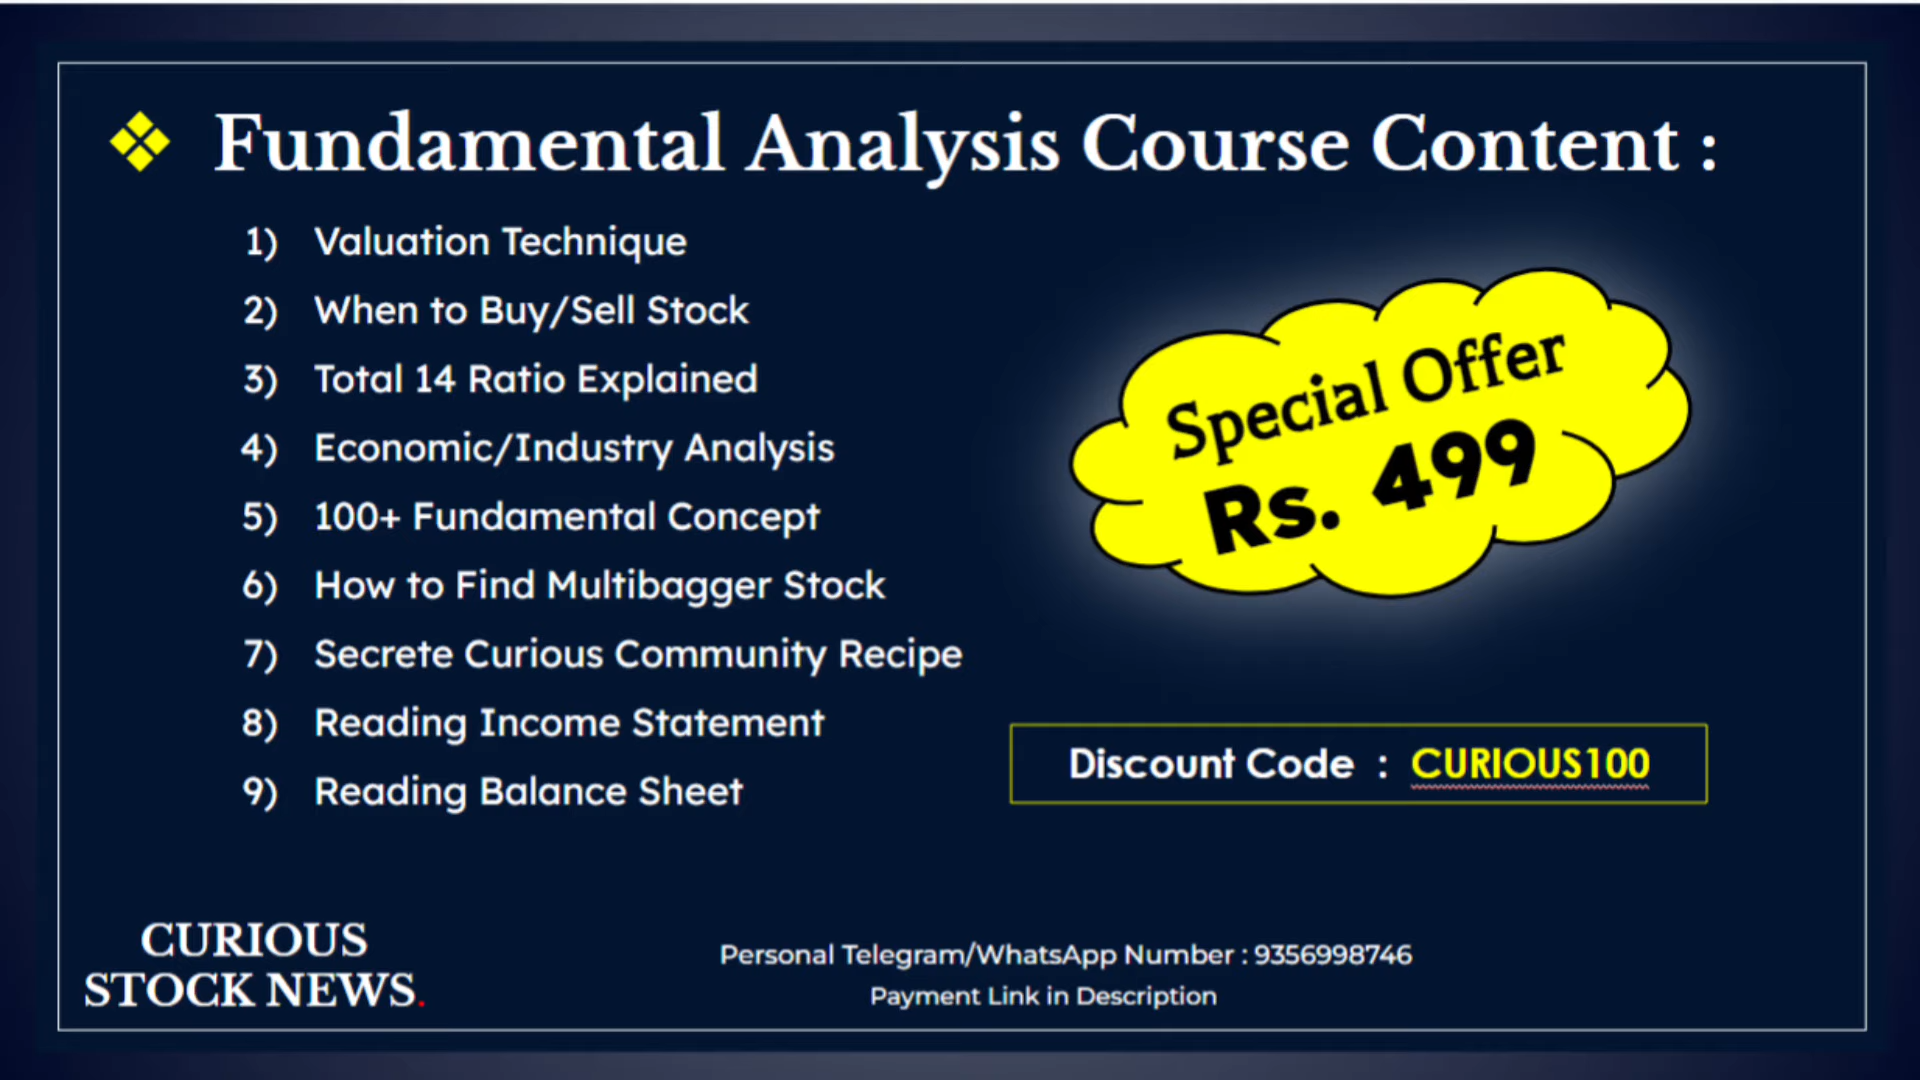 Fundamental Analysis Course Content :
1) Valuation Technique
2) When to Buy/Sell Stock
3) Total 14 Ratio Explained
4) Economic/Industry Analysis
5) 100+ Fundamental Concept
6) How to Find Multibagger Stock
7) Secrete Curious Community Recipe
8) Reading Income Statement
9) Reading Balance Sheet
Special Offer
Rs. 499
Discount Code : CURIOUS100
CURIOUS
STOCK NEWS.
Personal Telegram/WhatsApp Number : 9356998746
Payment Link in Description